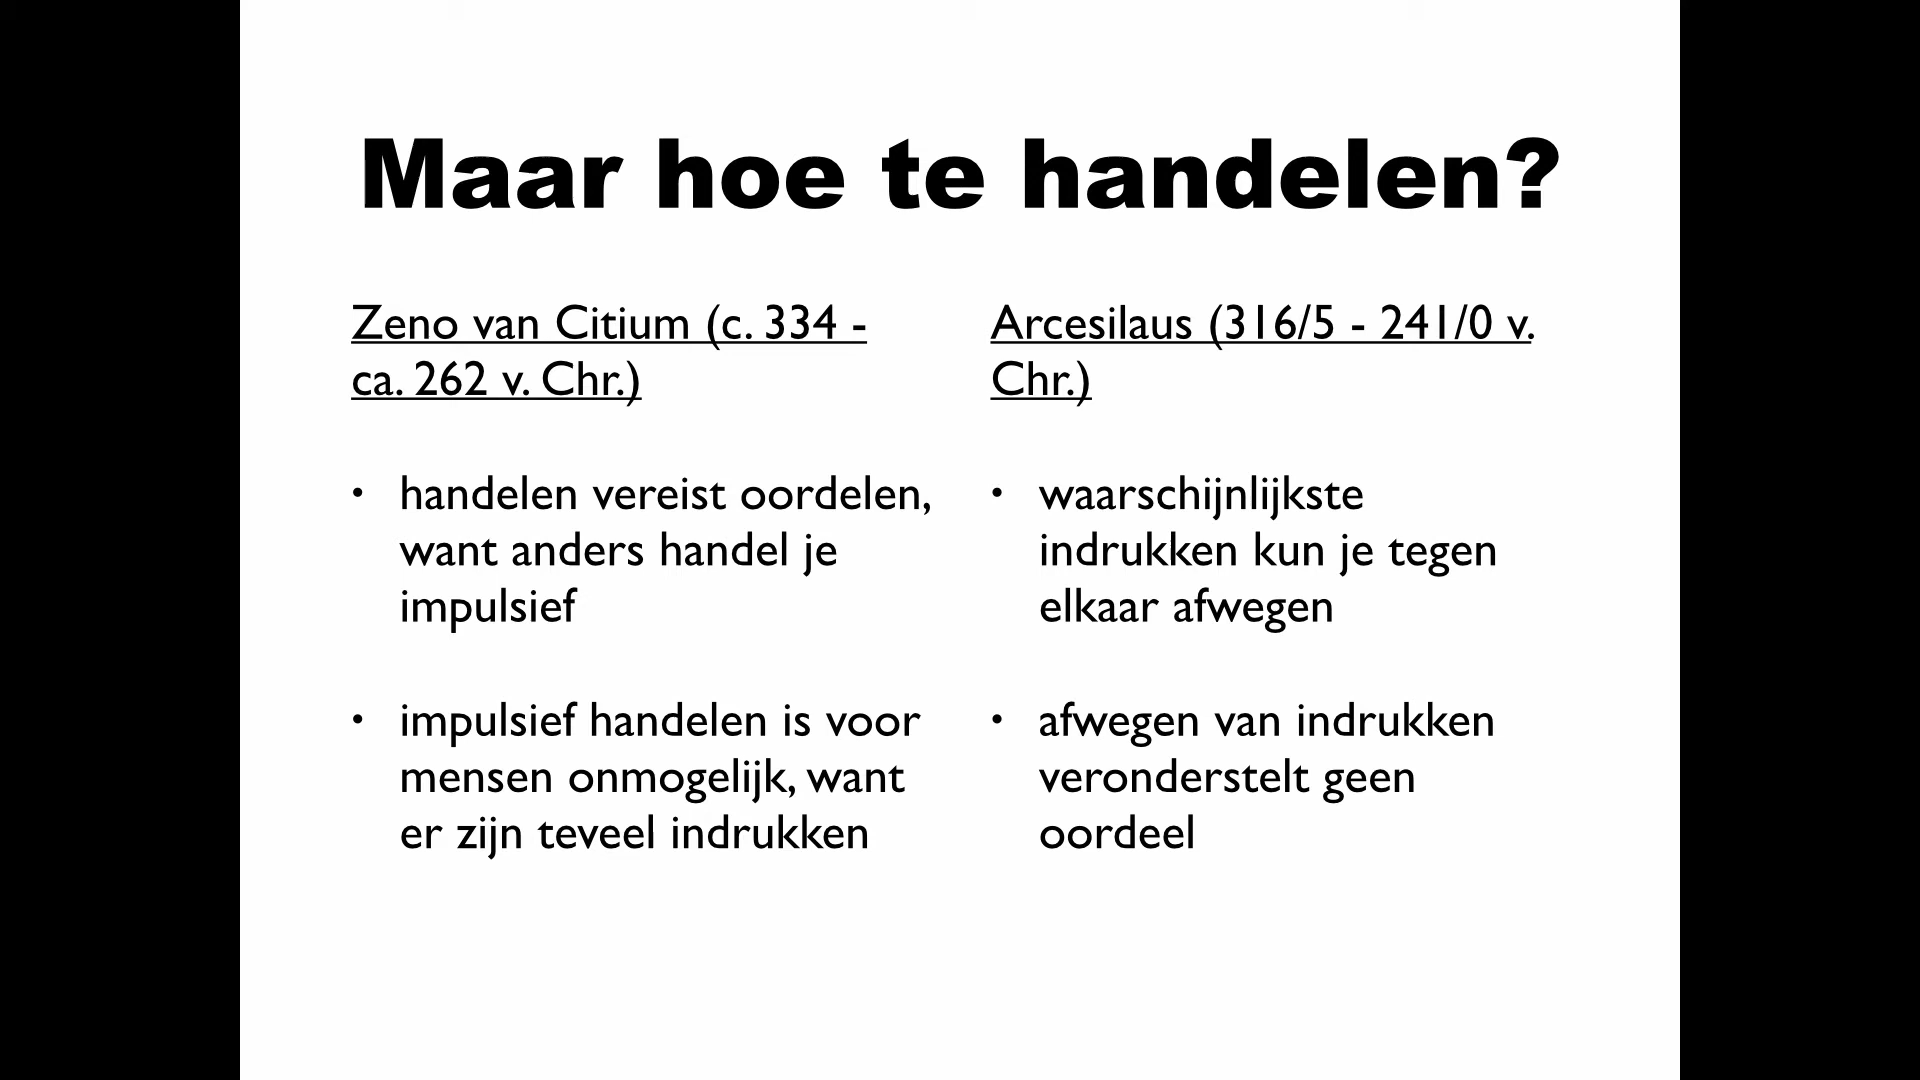 Maar hoe te handelen?
Zeno van Citium (c. 334 -
ca. 262 v. Chr.)
• handelen vereist oordelen,
want anders handel je
impulsief
• impulsief handelen is voor
mensen onmogelijk, want
er zijn teveel indrukken
Arcesilaus (316/5 - 241/0 v.
Chr.)
• waarschijnlijkste
indrukken kun je tegen
elkaar afwegen
• afwegen van indrukken
veronderstelt geen
oordeel